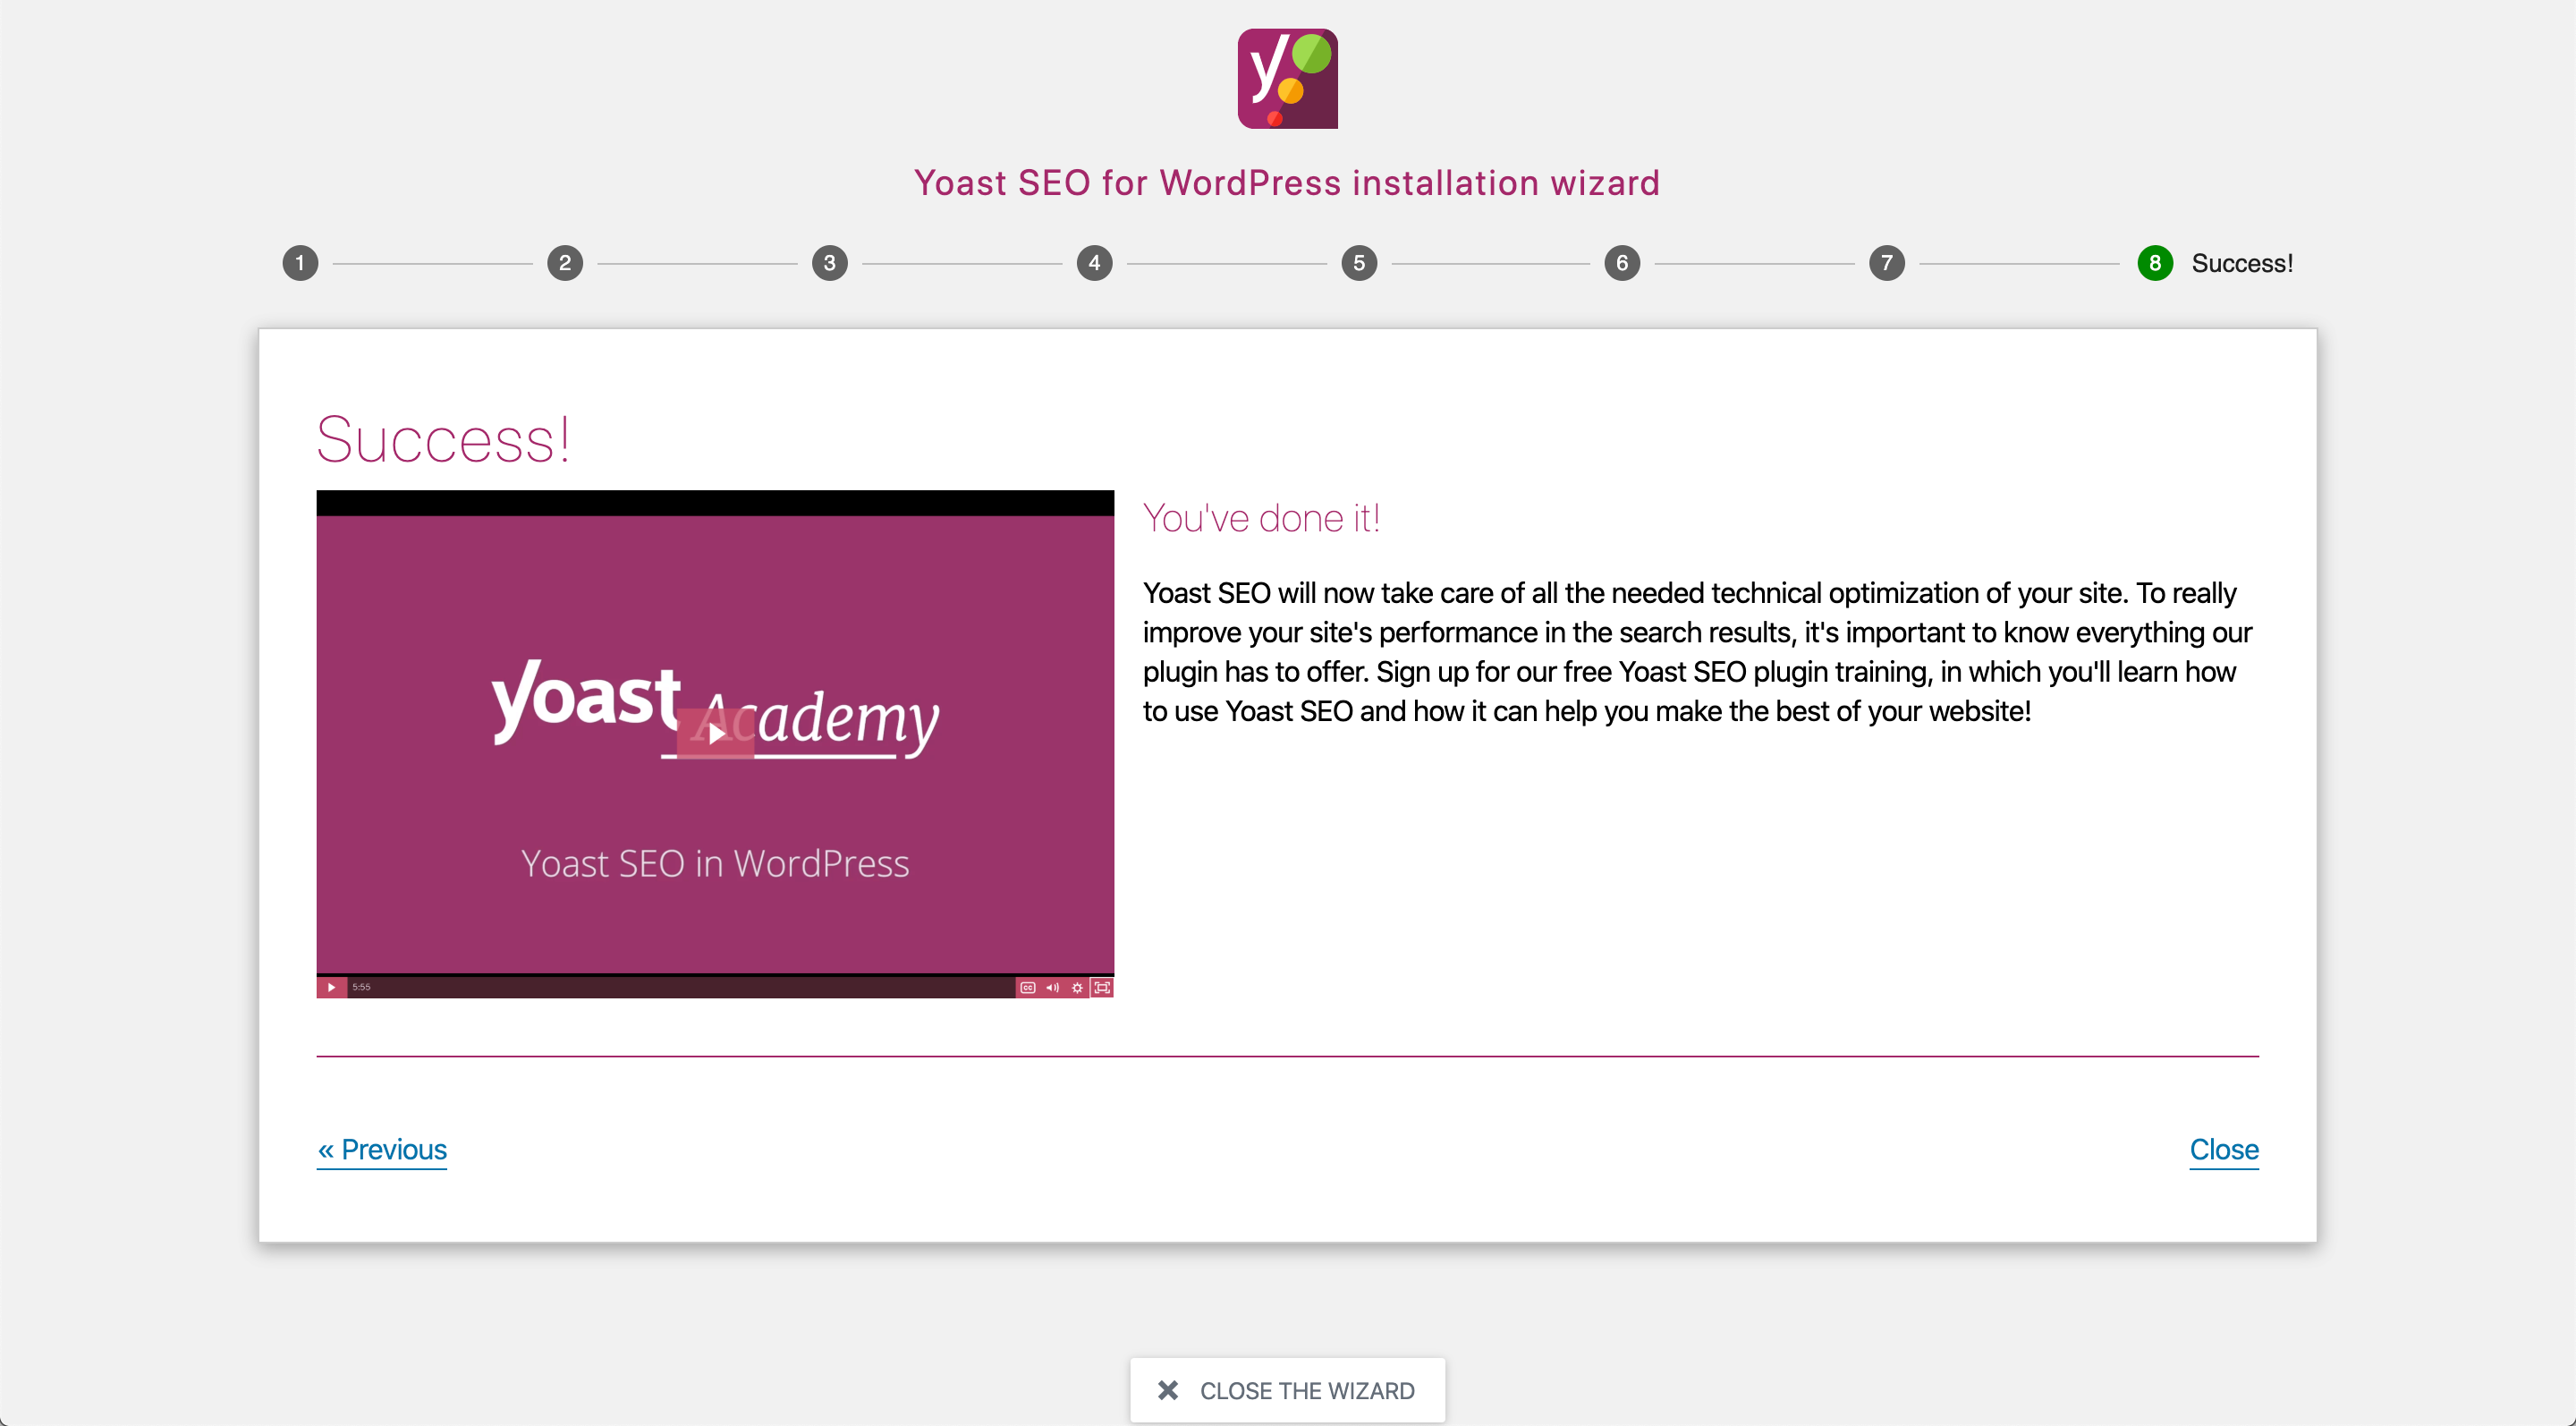 y
Yoast SEO for WordPress installation wizard
1 2 3 4 5 6 7 8 Success!
Success!
yoast Academy
Yoast SEO in WordPress
5:55
CC
You've done it!
Yoast SEO will now take care of all the needed technical optimization of your site. To really
improve your site's performance in the search results, it's important to know everything our
plugin has to offer. Sign up for our free Yoast SEO plugin training, in which you'll learn how
to use Yoast SEO and how it can help you make the best of your website!
« Previous
Close
CLOSE THE WIZARD